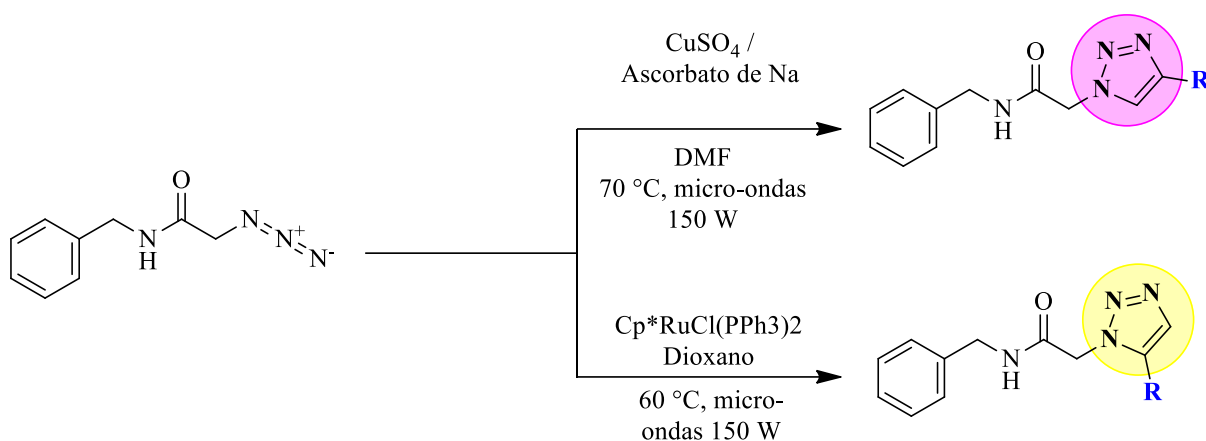 CuSO4 /
Ascorbato de Na
DMF
70 °C, micro-ondas
150 W
O
N
H
N
N
N
N
R
O
N
H
N
N+
N-
Cp*RuCl(PPh3)2
Dioxano
60 °C, micro-
ondas 150 W
O
N
H
N
N
N
R